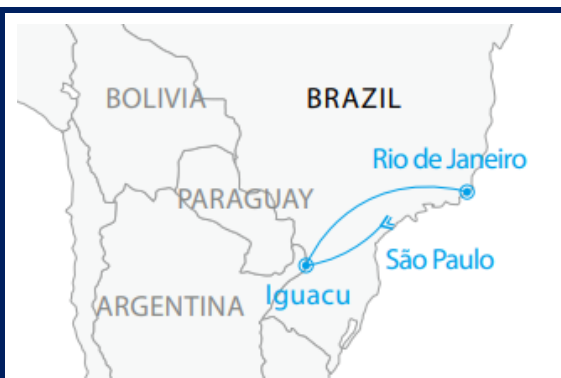 BOLIVIA
BRAZIL
Rio de Janeiro
PARAGUAY
São Paulo
Iguacu
ARGENTINA